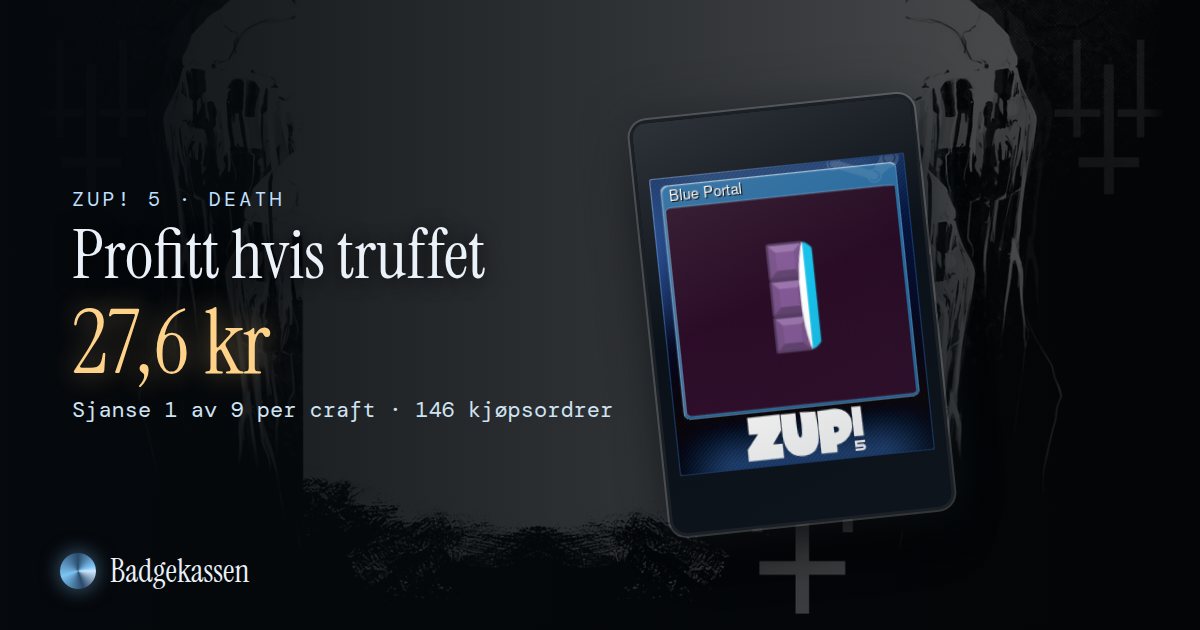 ZUP! 5 · DEATH
Profitt hvis truffet
27,6 kr
Sjanse 1 av 9 per craft · 146 kjøpsordrer
Badgekassen
Blue Portal
ZUP!
5